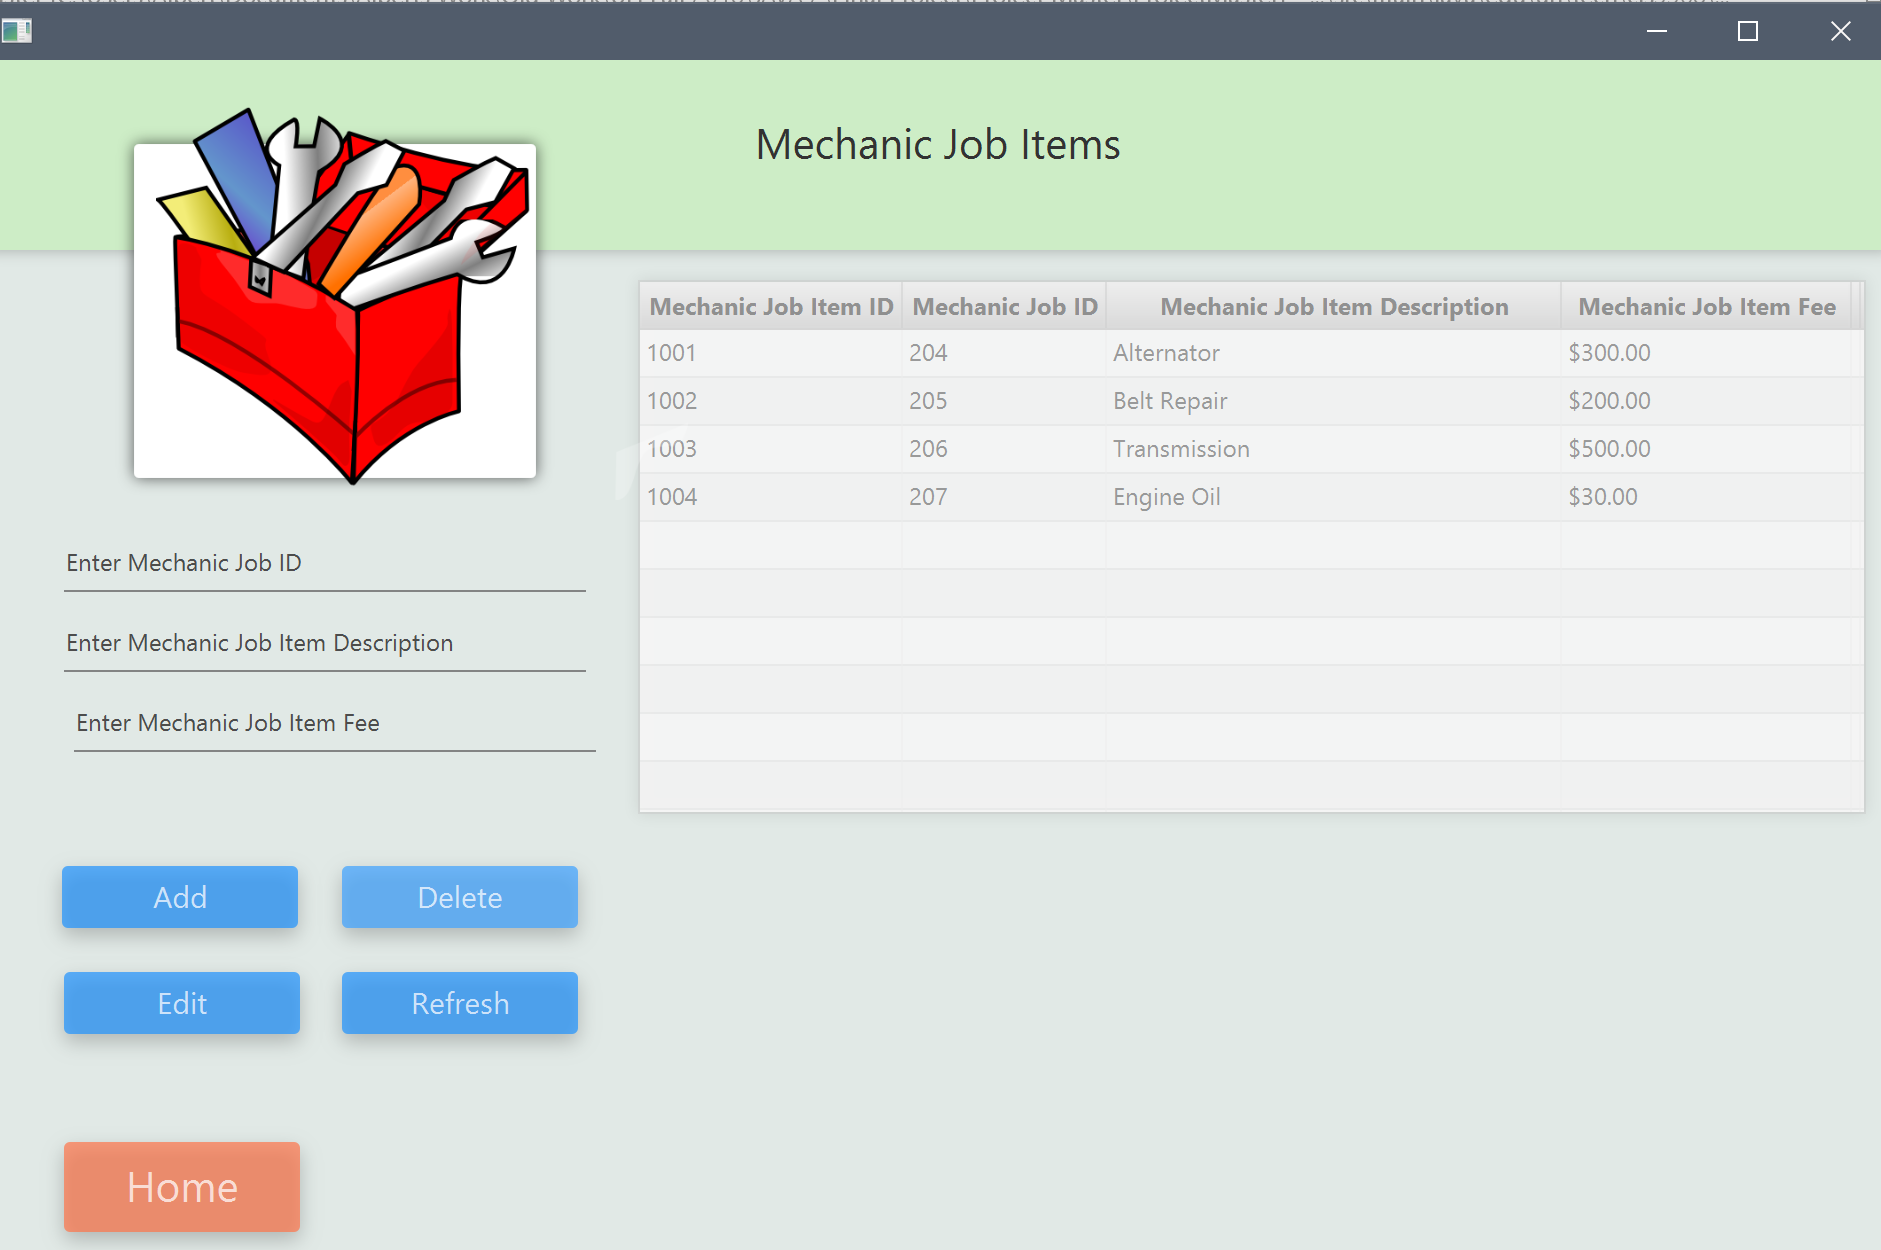 Mechanic Job Items
Mechanic Job Item ID Mechanic Job ID Mechanic Job Item Description Mechanic Job Item Fee
1001 204 Alternator $300.00
1002 205 Belt Repair $200.00
1003 206 Transmission $500.00
1004 207 Engine Oil $30.00
Enter Mechanic Job ID
Enter Mechanic Job Item Description
Enter Mechanic Job Item Fee
Add Delete
Edit Refresh
Home